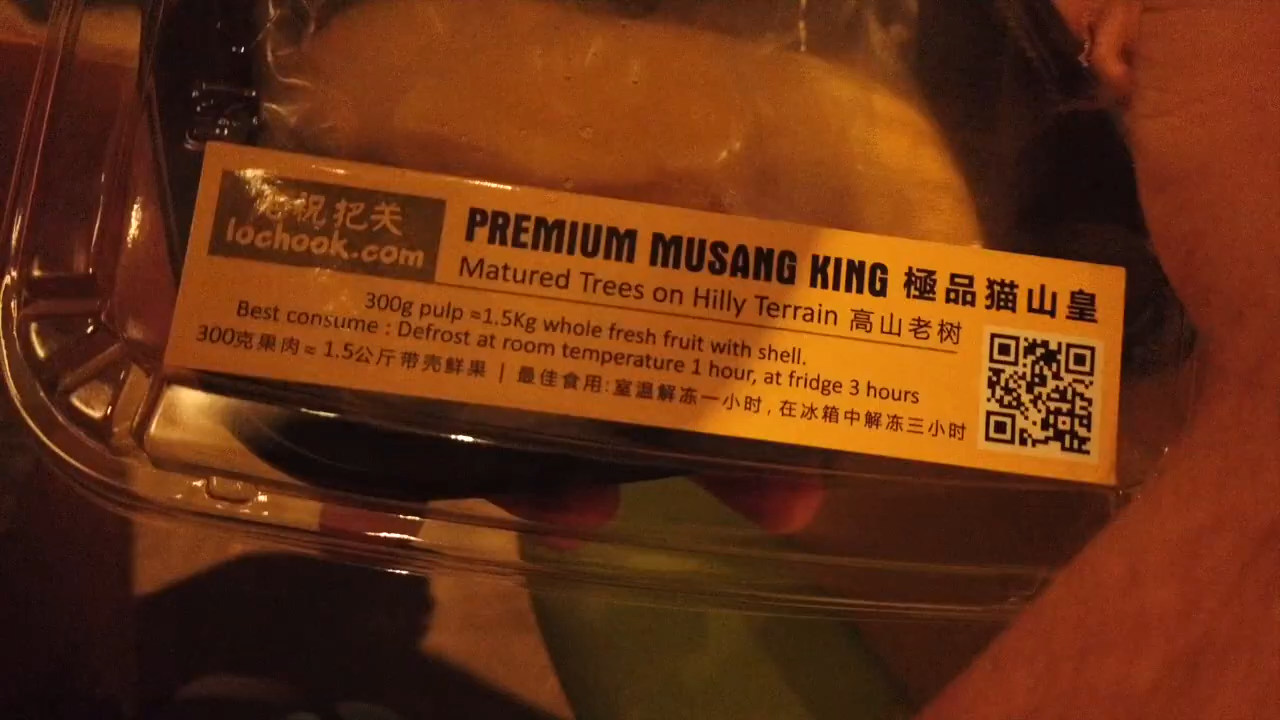 祝把关
lochook.com
PREMIUM MUSANG KING 極品猫山皇
Matured Trees on Hilly Terrain 高山老树
300g pulp ≈1.5Kg whole fresh fruit with shell.
Best consume : Defrost at room temperature 1 hour, at fridge 3 hours
300克果肉≈ 1.5公斤带壳鲜果 | 最佳食用:室温解冻一小时,在冰箱中解冻三小时